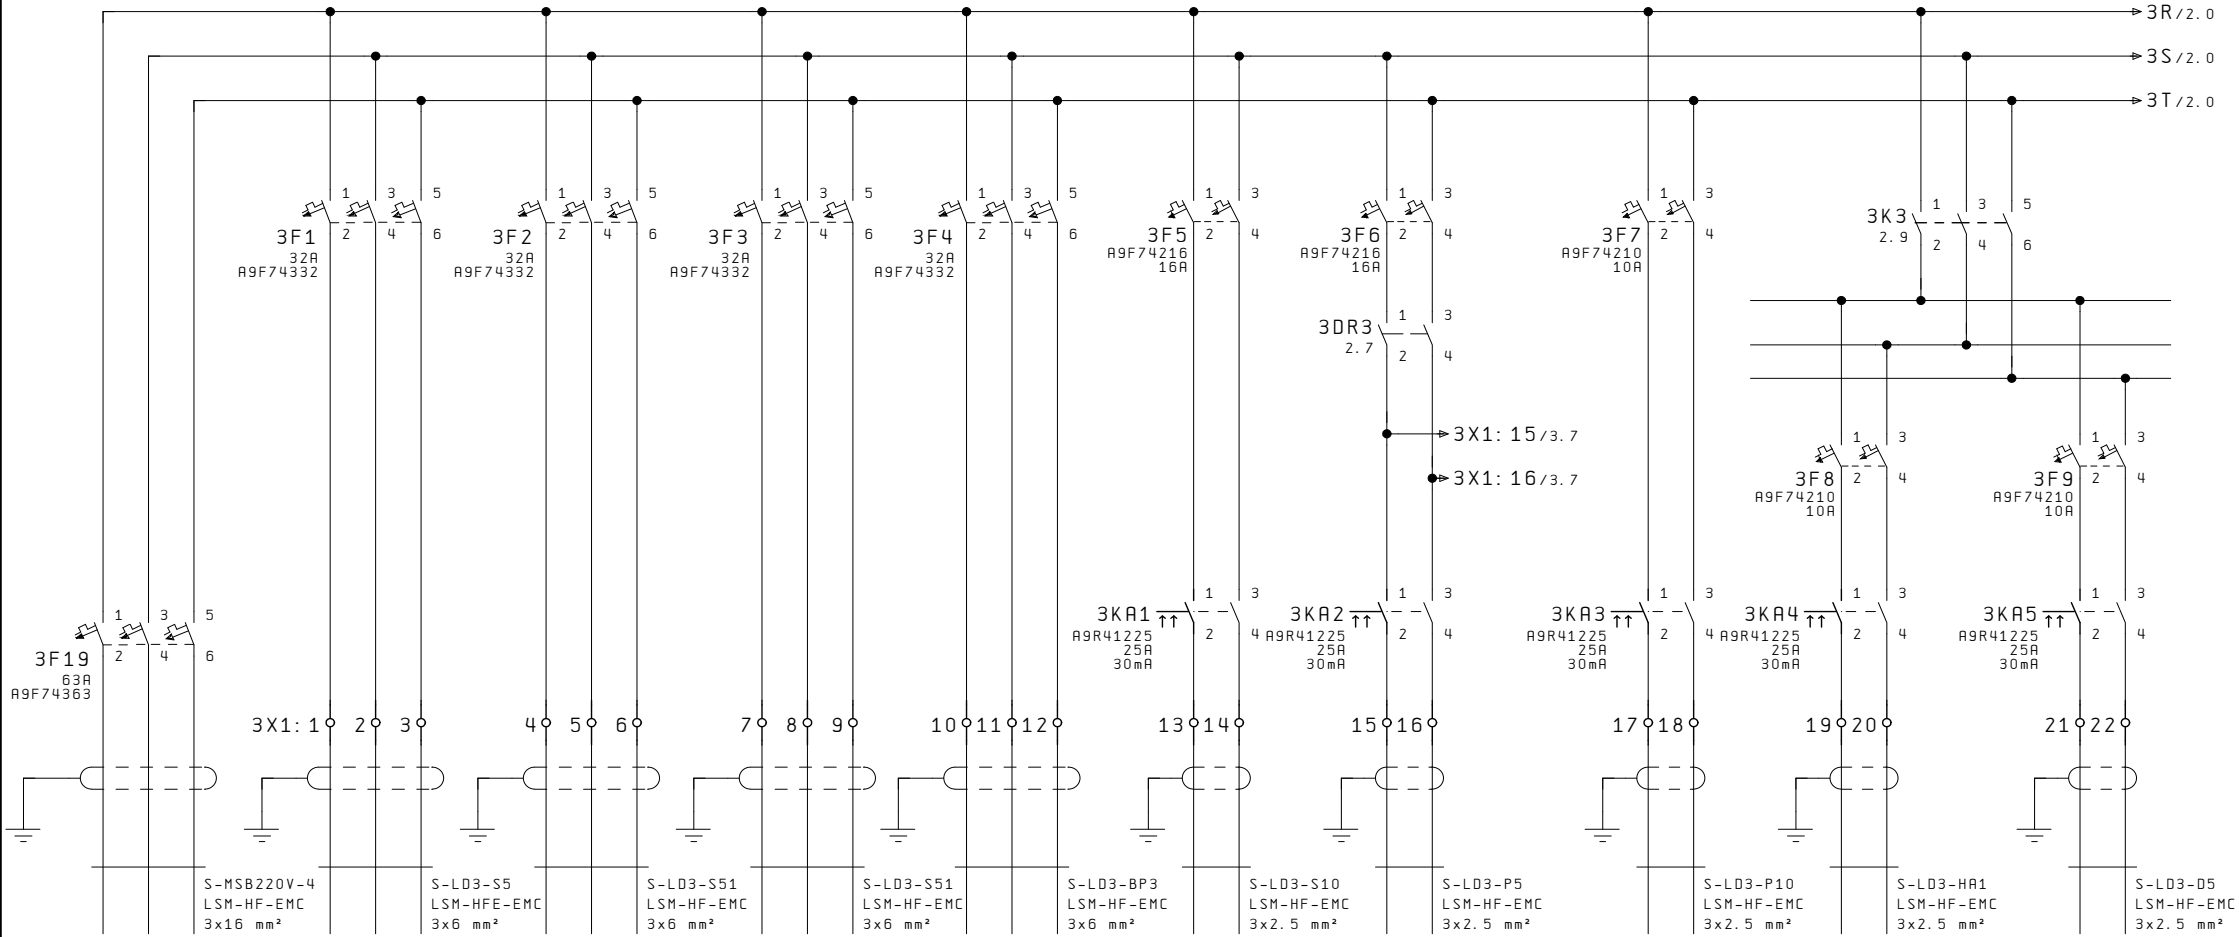 3R/2.0
3S/2.0
3T/2.0
1 3 5
3F1 2 4 6
32A
A9F74332
1 3 5
3F2 2 4 6
32A
A9F74332
1 3 5
3F3 2 4 6
32A
A9F74332
1 3 5
3F4 2 4 6
32A
A9F74332
1 3
3F5 2 4
A9F74216
16A
1 3
3F6 2 4
A9F74216
16A
1 3
3F7 2 4
A9F74210
10A
1 3 5
3K3
2.9 2 4 6
1 3
3DR3
2.7 2 4
3X1:15/3.7
3X1:16/3.7
1 3
3F8 2 4
A9F74210
10A
1 3
3F9 2 4
A9F74210
10A
1 3 5
3F19 2 4 6
63A
A9F74363
1 3
3KA1
2 4
A9R41225
25A
30mA
1 3
3KA2
2 4
A9R41225
25A
30mA
1 3
3KA3
2 4
A9R41225
25A
30mA
1 3
3KA4
2 4
A9R41225
25A
30mA
1 3
3KA5
2 4
A9R41225
25A
30mA
3X1:1 2 3 4 5 6 7 8 9 10 11 12 13 14 15 16 17 18 19 20 21 22
S-MSB220V-4
LSM-HF-EMC
3x16 mm²
S-LD3-S5
LSM-HFE-EMC
3x6 mm²
S-LD3-S51
LSM-HF-EMC
3x6 mm²
S-LD3-S51
LSM-HF-EMC
3x6 mm²
S-LD3-BP3
LSM-HF-EMC
3x6 mm²
S-LD3-S10
LSM-HF-EMC
3x2.5 mm²
S-LD3-P5
LSM-HF-EMC
3x2.5 mm²
S-LD3-P10
LSM-HF-EMC
3x2.5 mm²
S-LD3-HA1
LSM-HF-EMC
3x2.5 mm²
S-LD3-D5
LSM-HF-EMC
3x2.5 mm²